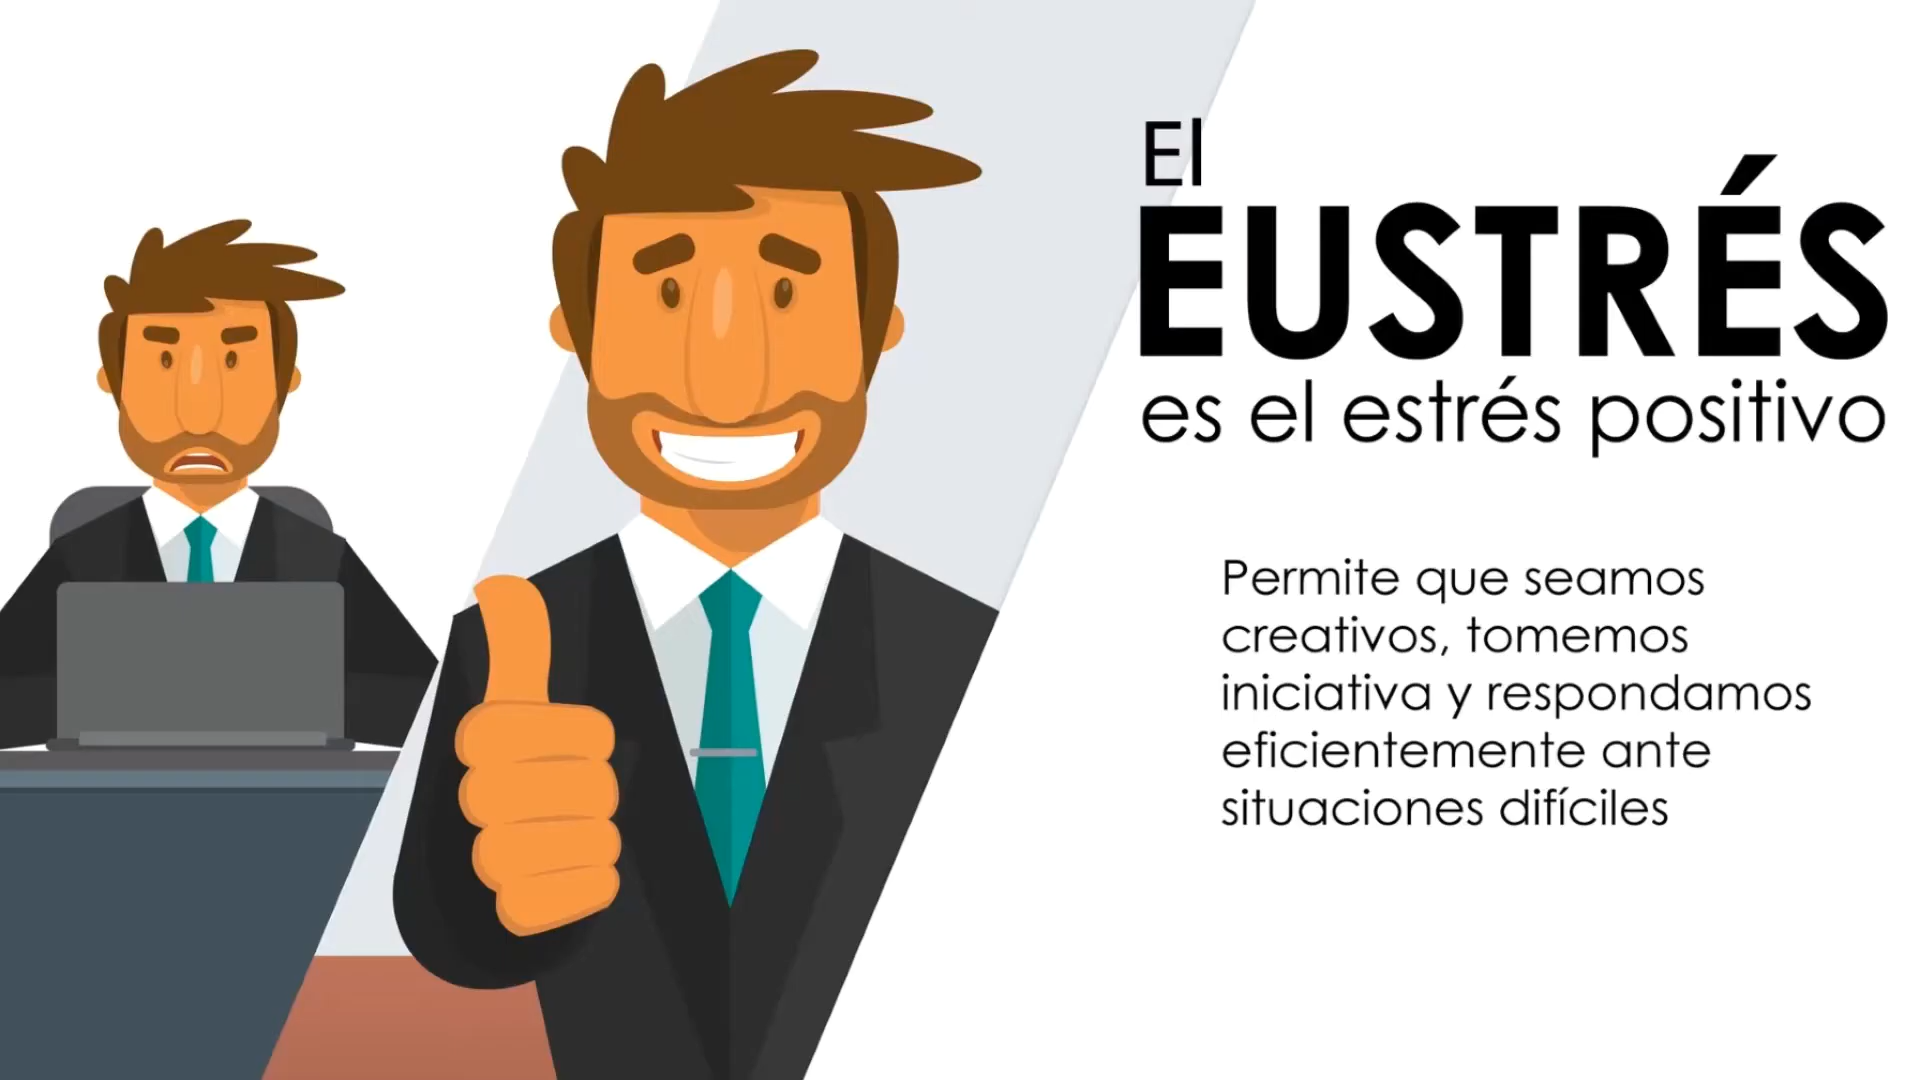 El
EUSTRÉS
es el estrés positivo
Permite que seamos
creativos, tomemos
iniciativa y respondamos
eficientemente ante
situaciones difíciles